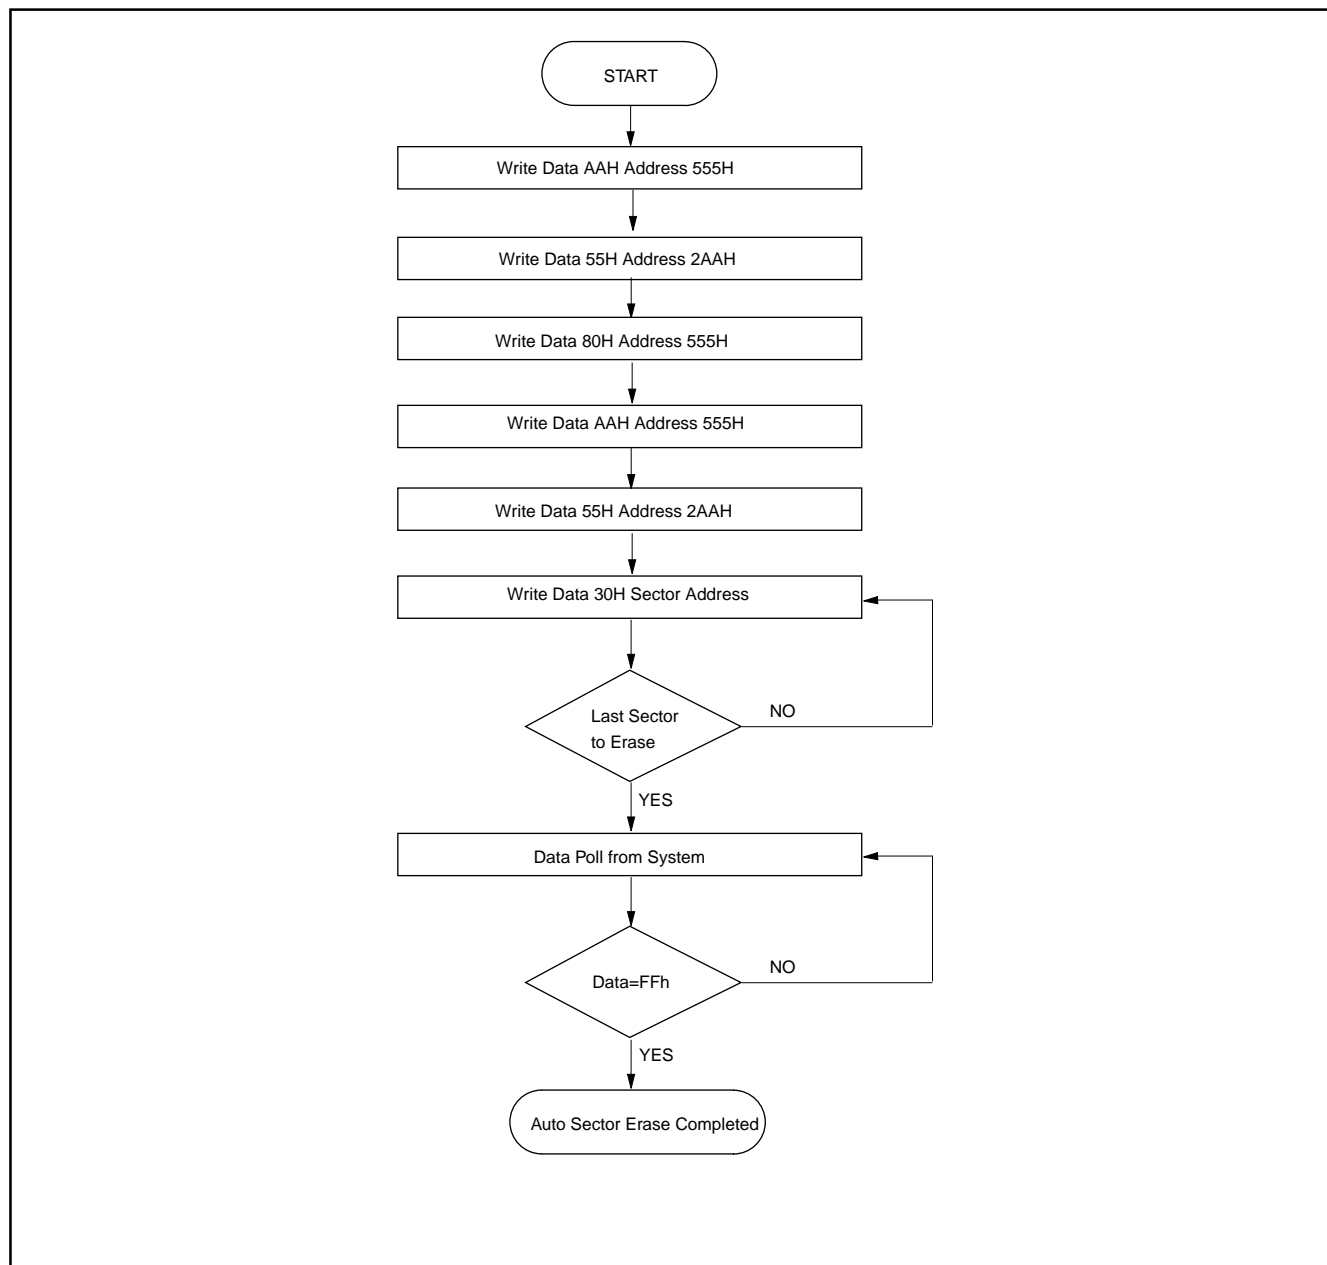 START
Write Data AAH Address 555H
Write Data 55H Address 2AAH
Write Data 80H Address 555H
Write Data AAH Address 555H
Write Data 55H Address 2AAH
Write Data 30H Sector Address
Last Sector
to Erase
NO
YES
Data Poll from System
Data=FFh
NO
YES
Auto Sector Erase Completed